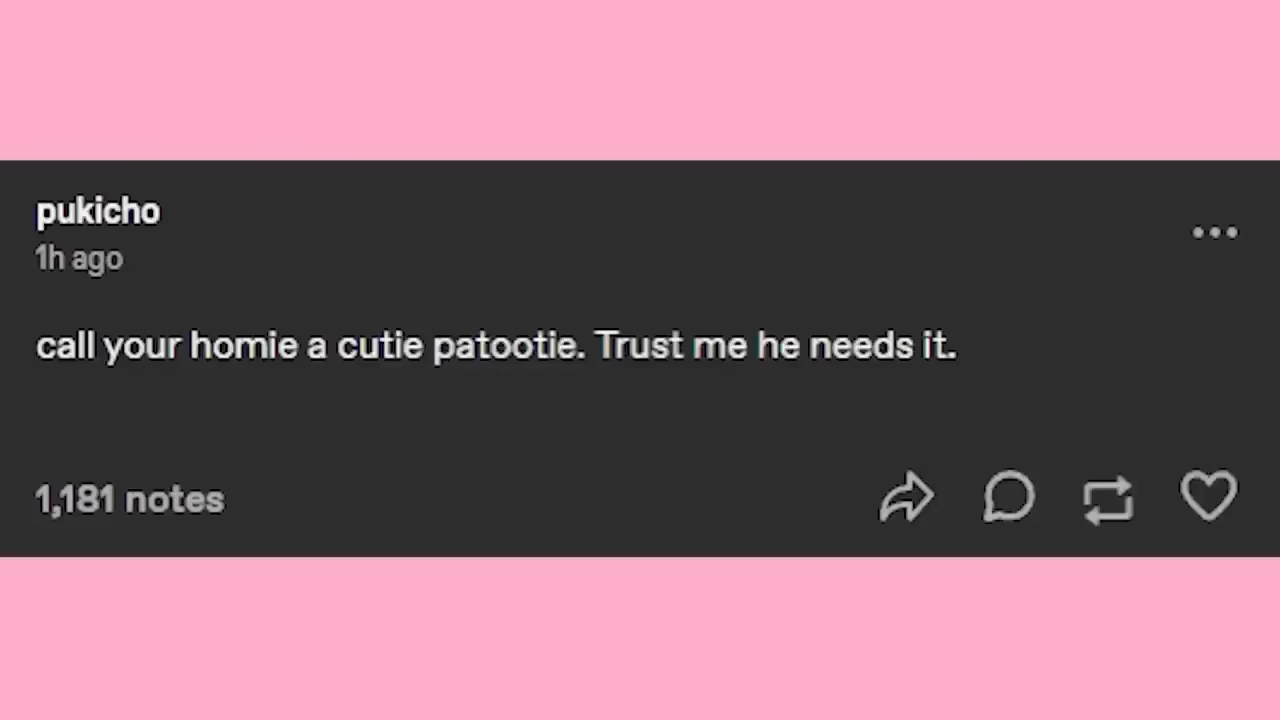 pukicho
1h ago
call your homie a cutie patootie. Trust me he needs it.
1,181 notes